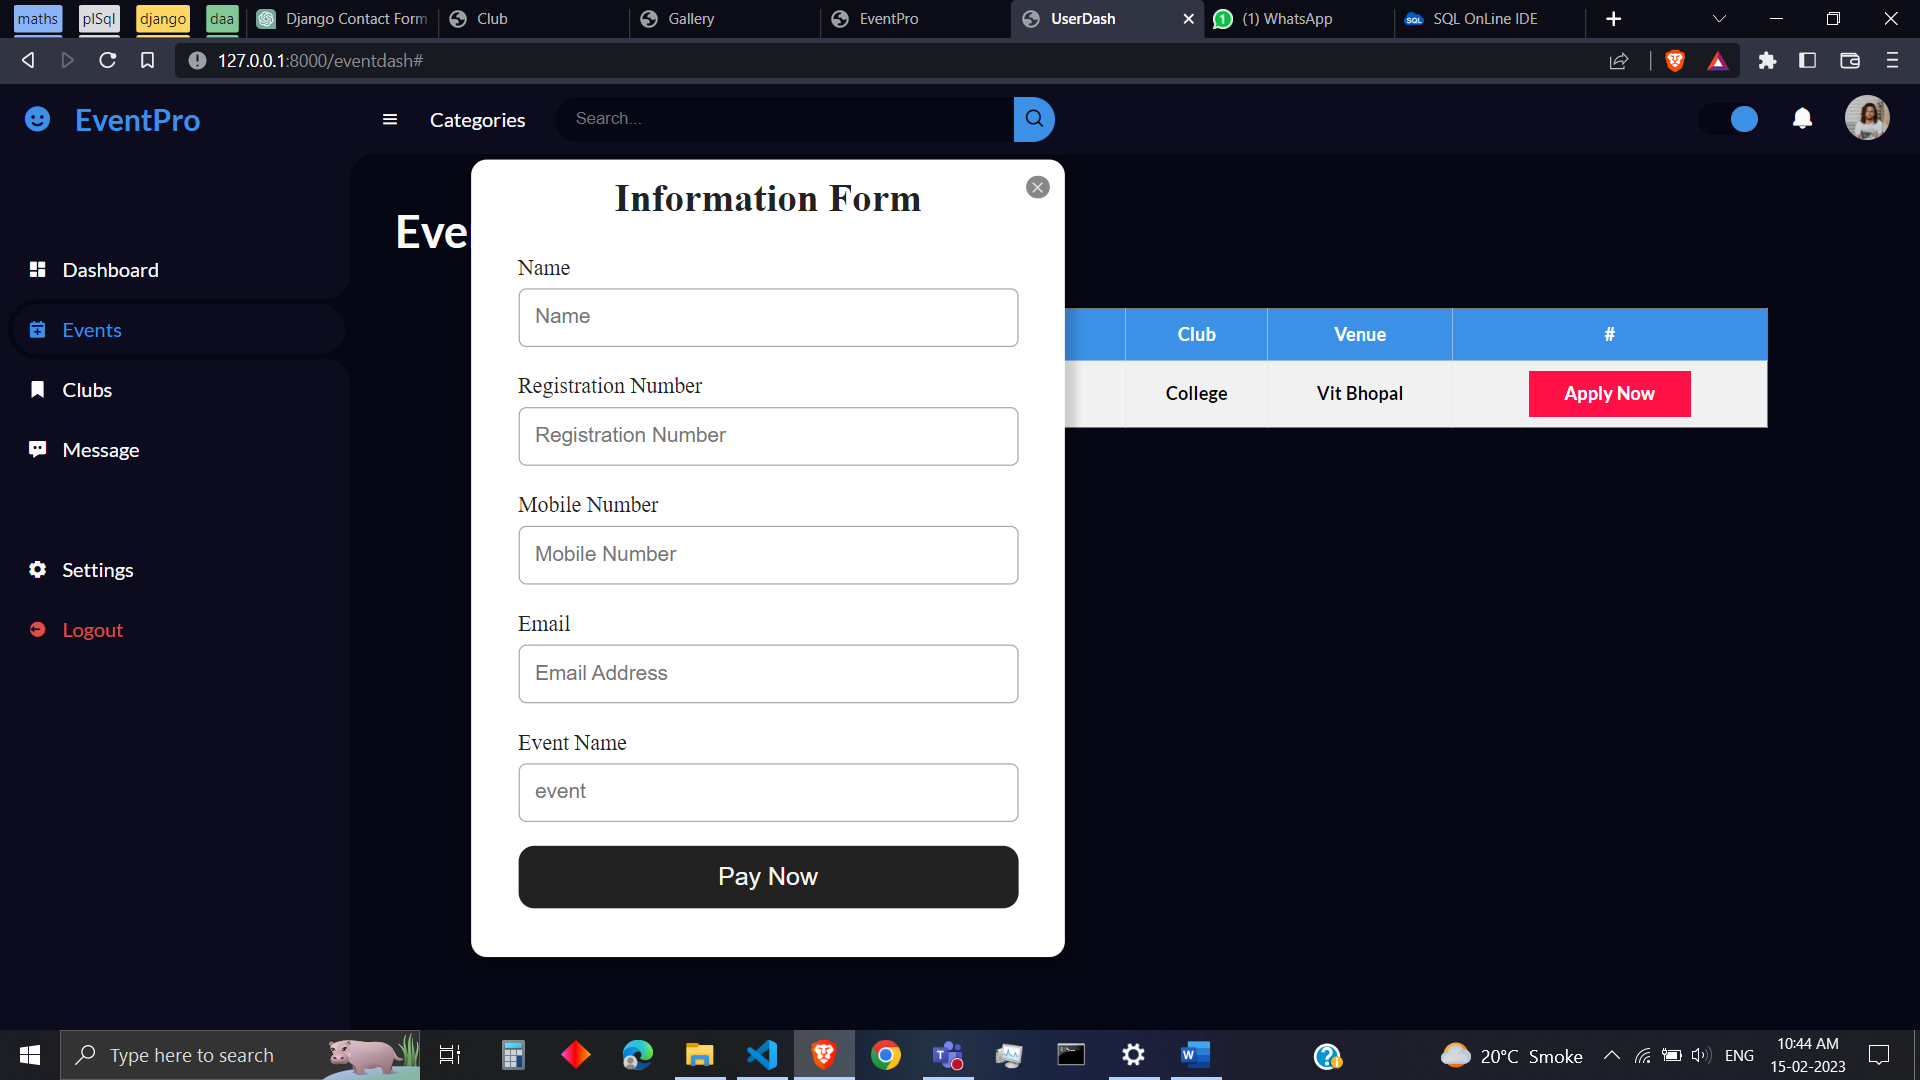 maths plSql django daa Django Contact Form Club Gallery EventPro UserDash (1) WhatsApp SQL OnLine IDE
127.0.0.1:8000/eventdash#
EventPro Categories Search...
Information Form
Eve
Name
Name
Registration Number
Registration Number
Mobile Number
Mobile Number
Email
Email Address
Event Name
event
Pay Now
Dashboard
Events
Clubs
Message
Settings
Logout
Club Venue #
College Vit Bhopal Apply Now
Type here to search
20°C Smoke ENG 10:44 AM
15-02-2023